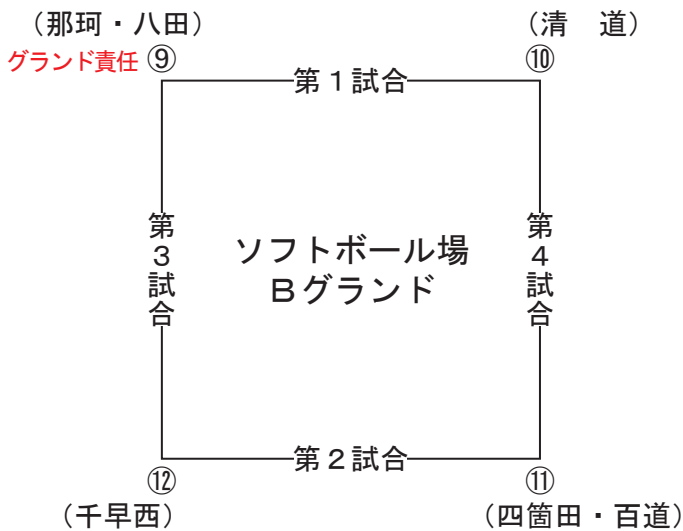 （那珂・八田）
（清　道）
グランド責任 ⑨
⑩
第１試合
第３試合
ソフトボール場
Ｂグランド
第４試合
第２試合
⑫
⑪
（千早西）
（四箇田・百道）